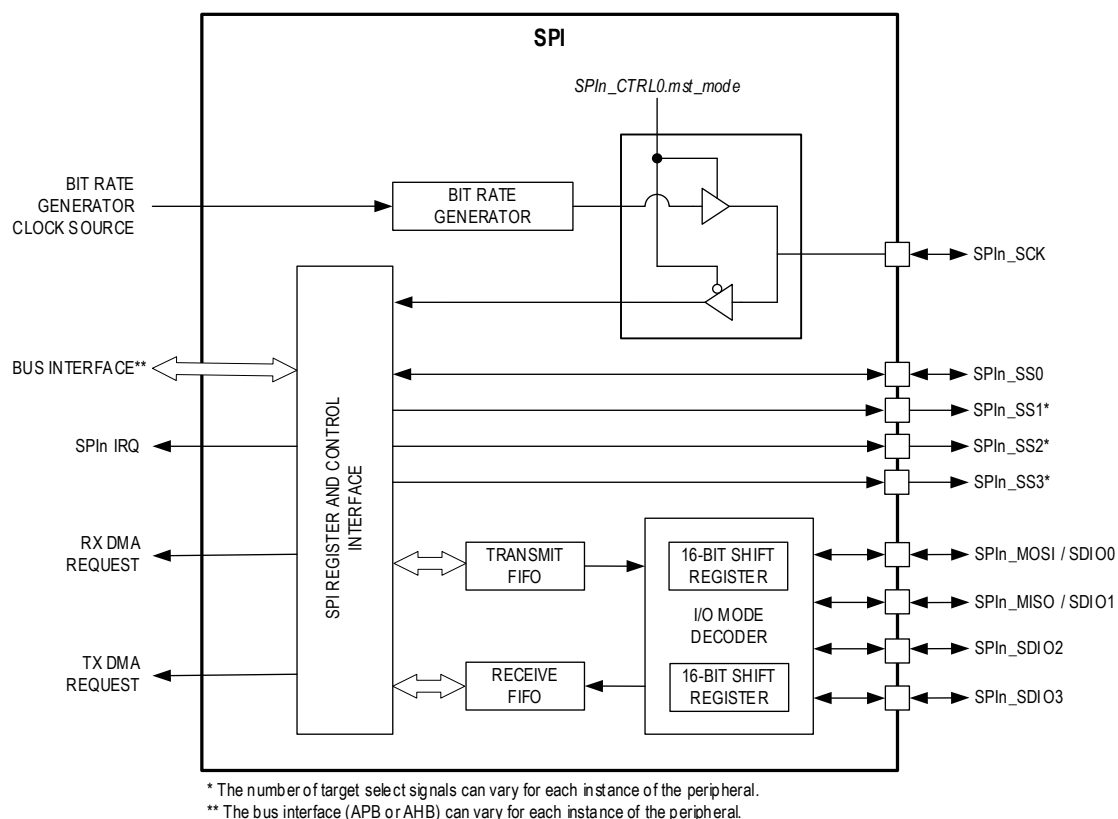 SPI
SPIn_CTRL0.mst_mode
BIT RATE
GENERATOR
CLOCK SOURCE
BIT RATE
GENERATOR
SPIn_SCK
BUS INTERFACE**
SPIn_SS0
SPIn_SS1*
SPIn IRQ
SPIn_SS2*
SPIn_SS3*
SPI REGISTER AND CONTROL
INTERFACE
RX DMA
REQUEST
TRANSMIT
FIFO
16-BIT SHIFT
REGISTER
SPIn_MOSI / SDIO0
I/O MODE
DECODER
SPIn_MISO / SDIO1
SPIn_SDIO2
TX DMA
REQUEST
RECEIVE
FIFO
16-BIT SHIFT
REGISTER
SPIn_SDIO3
* The number of target select signals can vary for each instance of the peripheral.
** The bus interface (APB or AHB) can vary for each instance of the peripheral.